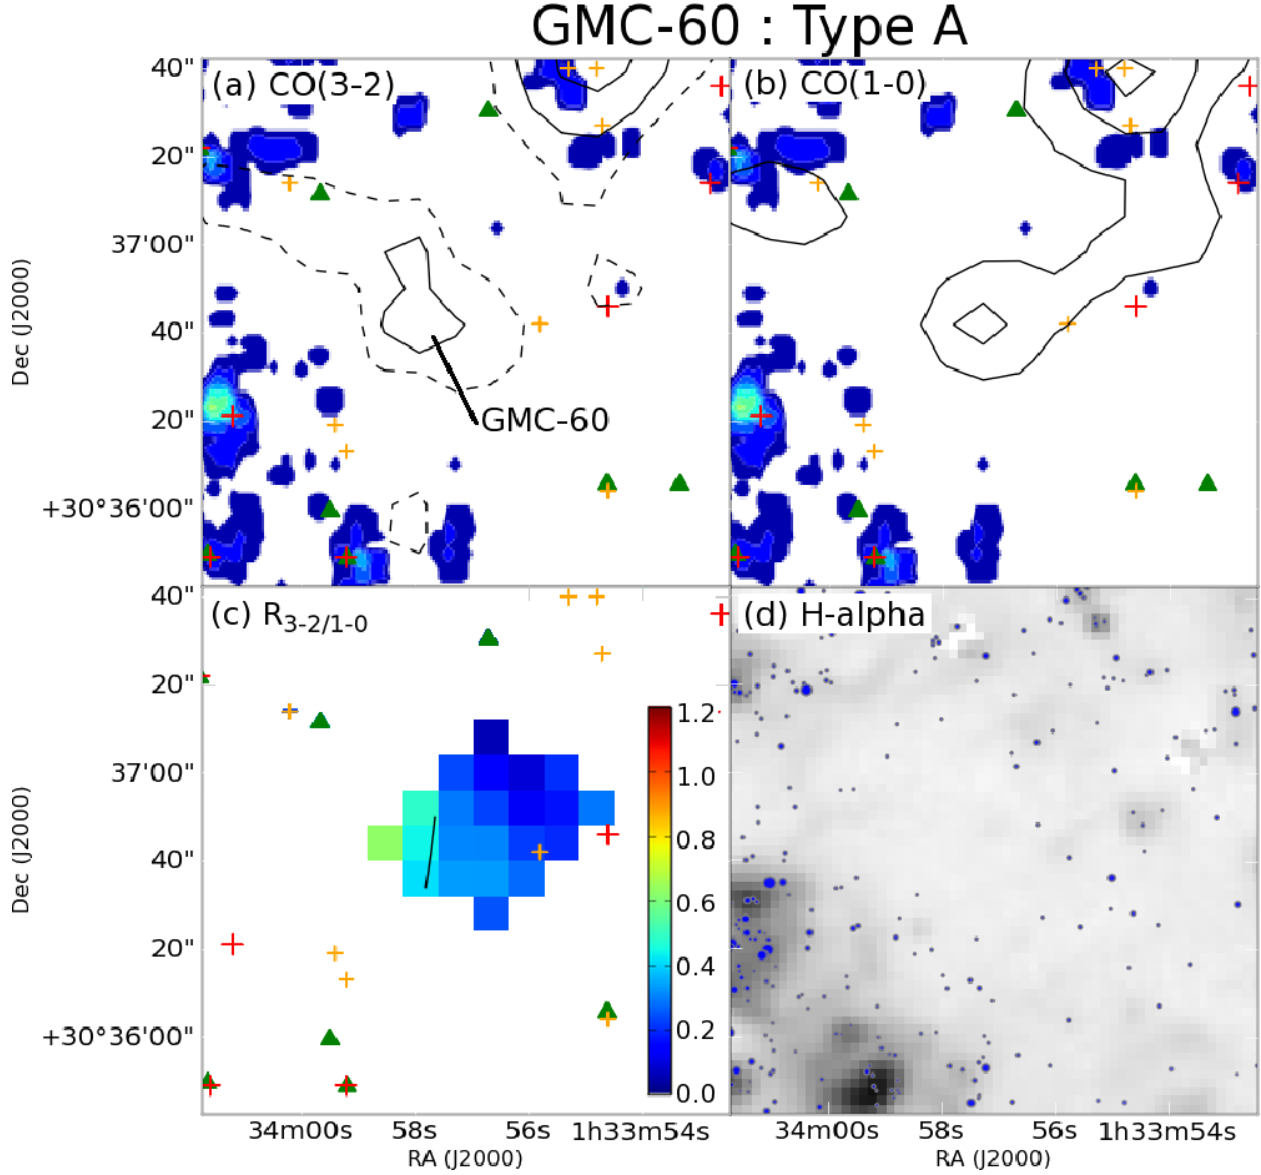 GMC-60 : Type A
(a) CO(3-2)
(b) CO(1-0)
40"
20"
37'00"
40"
20"
+30°36'00"
Dec (J2000)
GMC-60
(c) R3-2/1-0
(d) H-alpha
40"
20"
37'00"
40"
20"
+30°36'00"
Dec (J2000)
1.2
1.0
0.8
0.6
0.4
0.2
0.0
34m00s 58s 56s 1h33m54s
34m00s 58s 56s 1h33m54s
RA (J2000)
RA (J2000)